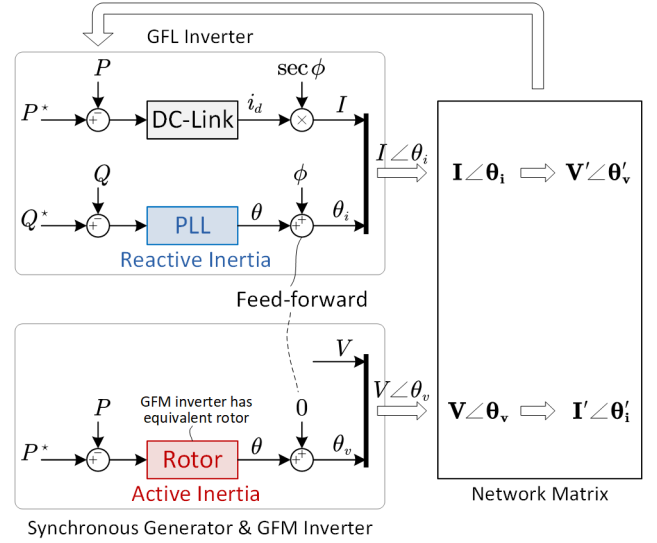 GFL Inverter
P
sec ϕ
P* − DC-Link i_d × I
Q
ϕ
Q* − PLL θ + + θ_i
Reactive Inertia
I∠θ_i
𝐈∠𝛉_𝐢 𝐕′∠𝛉′_𝐯
Feed-forward
V
V∠θ_v
𝐕∠𝛉_𝐯 𝐈′∠𝛉′_𝐢
P
GFM inverter has
equivalent rotor
0
P* − Rotor θ + + θ_v
Active Inertia
Network Matrix
Synchronous Generator & GFM Inverter